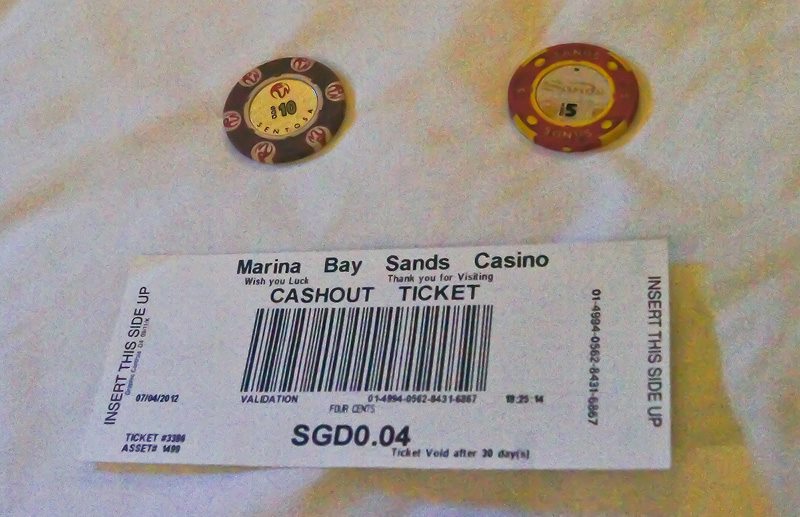 10
SENTOSA
SANDS
5
BONUS
Marina Bay Sands Casino
Wish you Luck Thank you for Visiting
CASHOUT TICKET
INSERT THIS SIDE UP
07/04/2012
VALIDATION 01-4994-0562-8431-6867 19:25:14
FOUR CENTS
SGD0.04
TICKET #3386
ASSET# 1499
Ticket Void after 30 day(s)
01-4994-0562-8431-6867
INSERT THIS SIDE UP